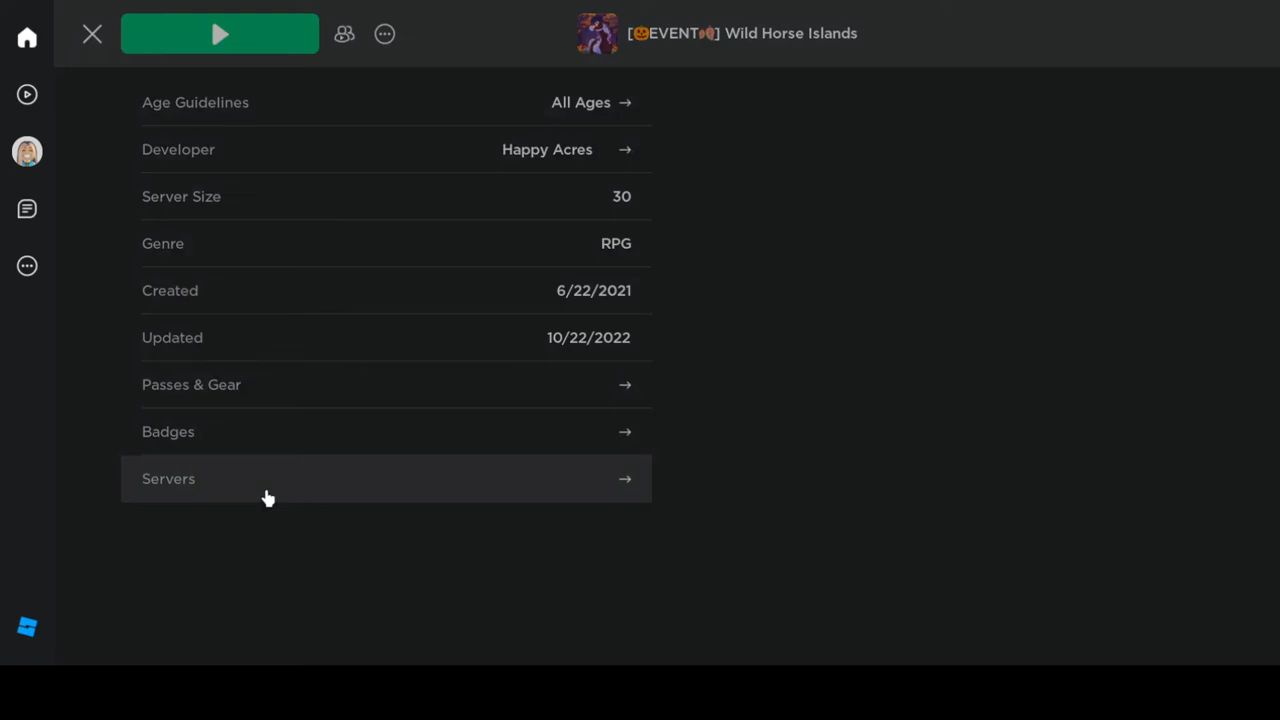 [🎃EVENT🍂] Wild Horse Islands
Age Guidelines All Ages →
Developer Happy Acres →
Server Size 30
Genre RPG
Created 6/22/2021
Updated 10/22/2022
Passes & Gear →
Badges →
Servers →